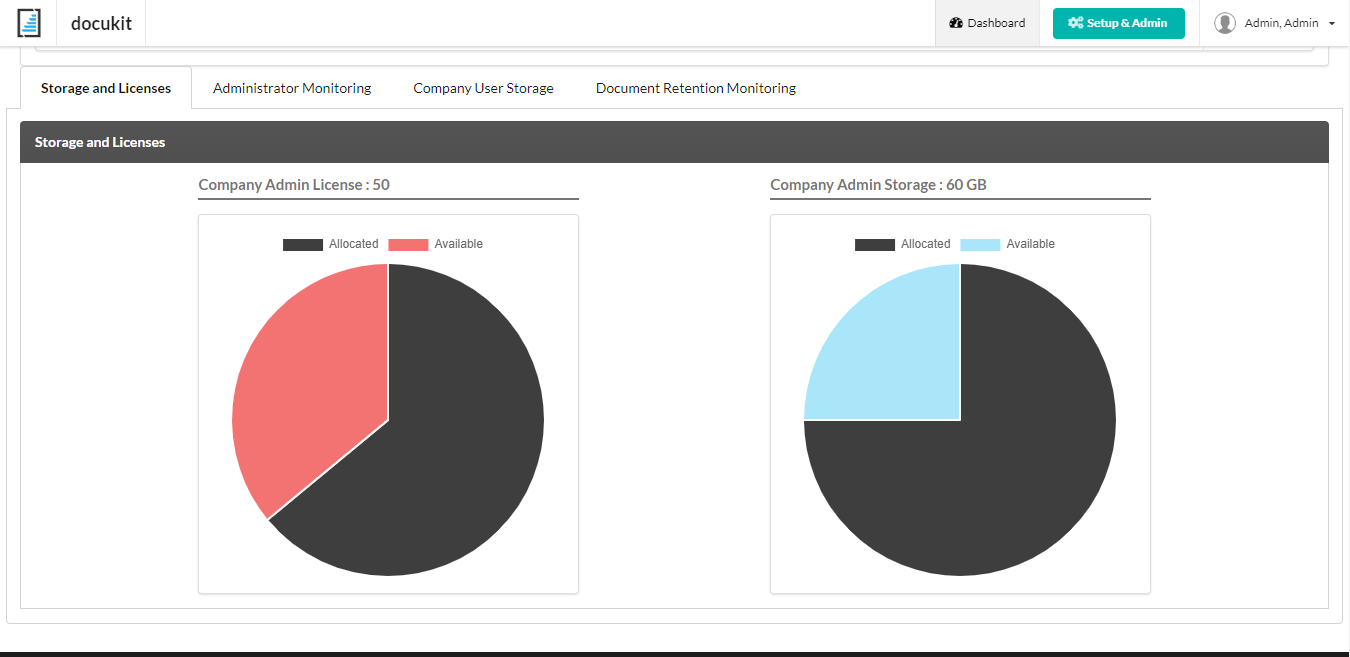 docukit
Dashboard
Setup & Admin
Admin, Admin
Storage and Licenses
Administrator Monitoring
Company User Storage
Document Retention Monitoring
Storage and Licenses
Company Admin License : 50
Allocated
Available
Company Admin Storage : 60 GB
Allocated
Available